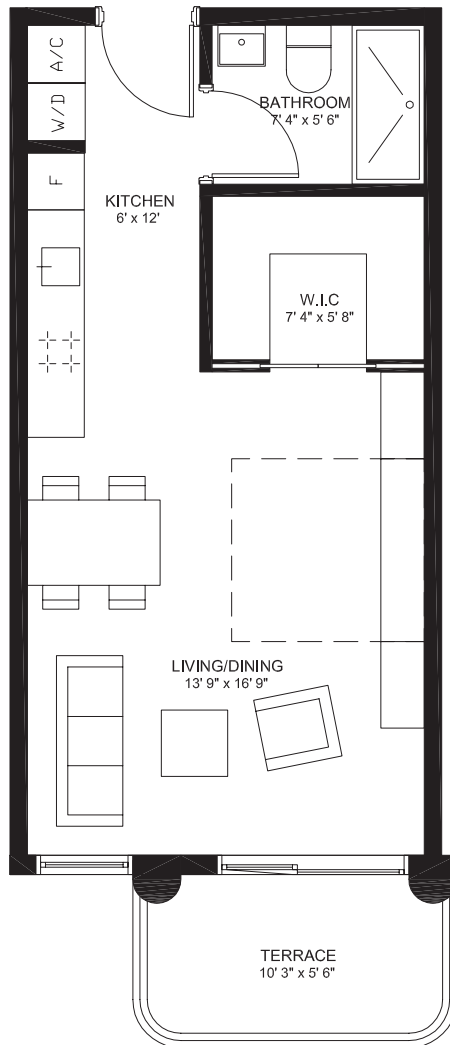 A/C
W/D
F
BATHROOM
7' 4" x 5' 6"
KITCHEN
6' x 12'
W.I.C
7' 4" x 5' 8"
LIVING/DINING
13' 9" x 16' 9"
TERRACE
10' 3" x 5' 6"